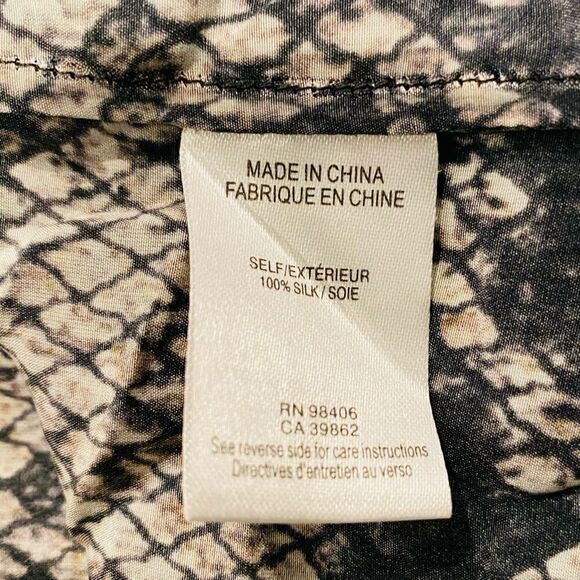 MADE IN CHINA
FABRIQUE EN CHINE
SELF/EXTÉRIEUR
100% SILK/SOIE
RN 98406
CA 39862
See reverse side for care instructions
Directives d'entretien au verso